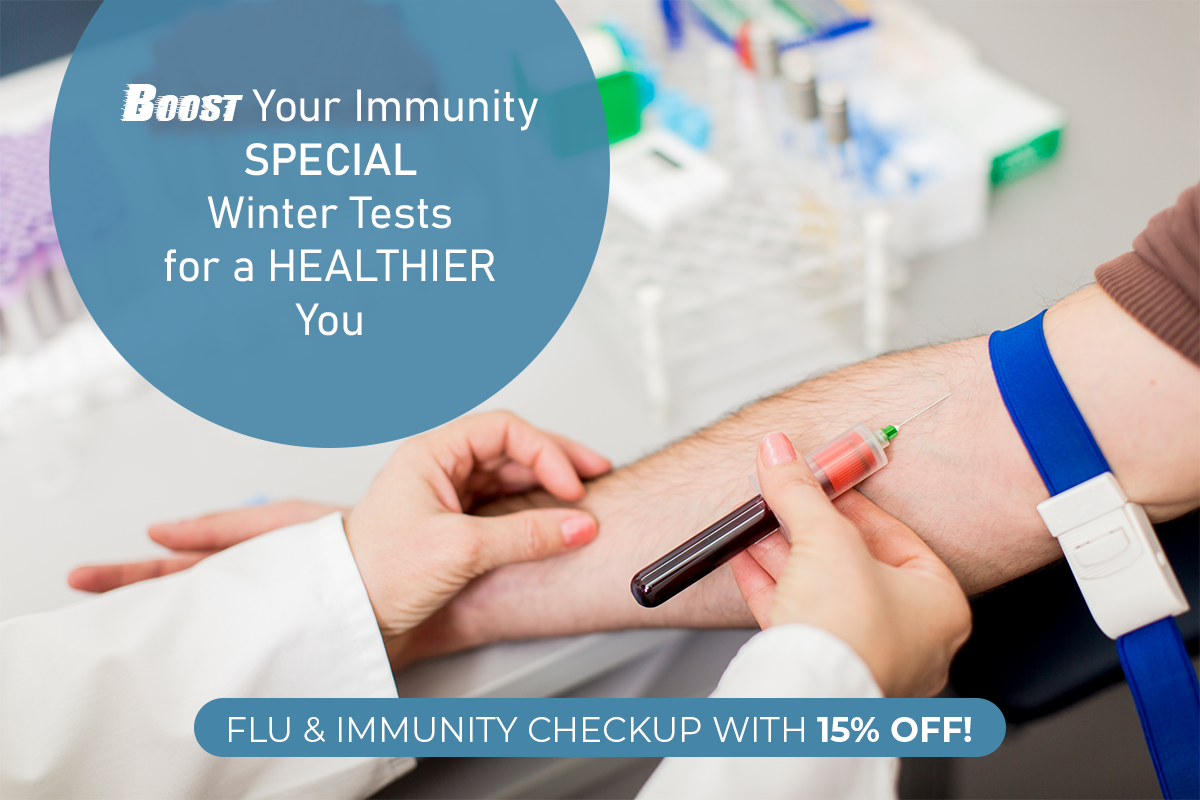 BOOST Your Immunity
SPECIAL
Winter Tests
for a HEALTHIER
You
FLU & IMMUNITY CHECKUP WITH 15% OFF!